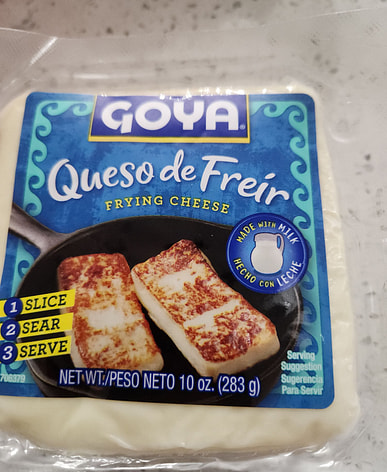 GOYA®
Queso de Freír
FRYING CHEESE
MADE WITH MILK
HECHO CON LECHE
1 SLICE
2 SEAR
3 SERVE
Serving
Suggestion
Sugerencia
Para Servir
NET WT./PESO NETO 10 oz. (283 g)